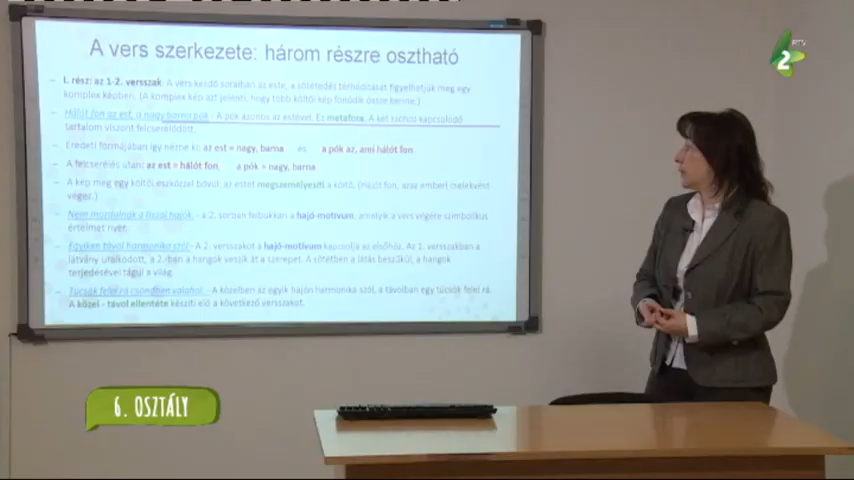 A vers szerkezete: három részre osztható
– I. rész: az 1-2. versszak. A vers kezdő soraiban az este, a sötétedés térhódítását figyelhetjük meg egy
komplex képben. (A komplex kép azt jelenti, hogy több költői kép fonódik össze benne.)
– Hálót fon az est, a nagy barna pók - A pók azonos az estével. Ez metafora. A két szóhoz kapcsolódó
tartalom viszont felcserélődött.
– Eredeti formájában így nézne ki: az est = nagy, barna és a pók az, ami hálót fon.
– A felcserélés után: az est = hálót fon, a pók = nagy, barna
– A kép még egy költői eszközzel bővül: az estét megszemélyesíti a költő. (hálót fon, azaz emberi cselekvést
végez.)
– Nem mozdulnak a tiszai hajók, - a 2. sorban felbukkan a hajó-motívum, amelyik a vers végére szimbolikus
értelmet nyer.
– Egyiken távol harmonika szól - A 2. versszakot a hajó-motívum kapcsolja az elsőhöz. Az 1. versszakban a
látvány uralkodott, a 2.-ban a hangok veszik át a szerepet. A sötétben a látás beszűkül, a hangok
terjedésével tágul a világ.
– Tücsök felel rá csendben valahol. - A közelben az egyik hajón harmonika szól, a távolban egy tücsök felel rá.
A közel - távol ellentéte készíti elő a következő versszakot.
RTV
2
6. OSZTÁLY